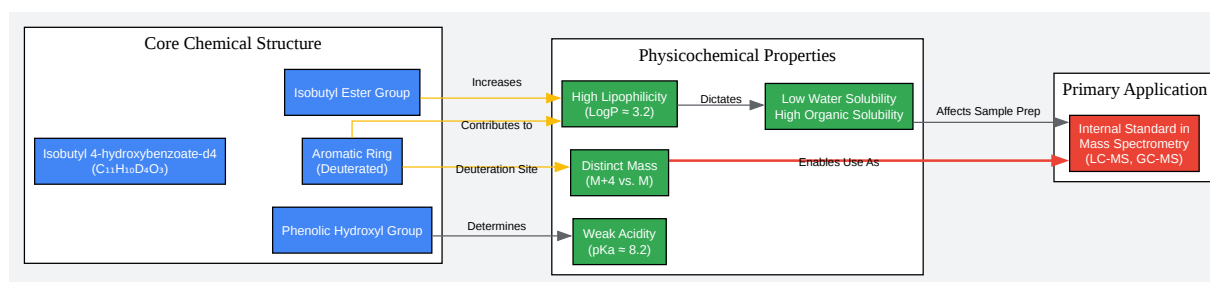 Core Chemical Structure
Isobutyl Ester Group
Isobutyl 4-hydroxybenzoate-d4
(C₁₁H₁₀D₄O₃)
Aromatic Ring
(Deuterated)
Phenolic Hydroxyl Group
Increases
Contributes to
Deuteration Site
Determines
Physicochemical Properties
High Lipophilicity
(LogP ≈ 3.2)
Dictates
Low Water Solubility
High Organic Solubility
Distinct Mass
(M+4 vs. M)
Weak Acidity
(pKa ≈ 8.2)
Affects Sample Prep
Enables Use As
Primary Application
Internal Standard in
Mass Spectrometry
(LC-MS, GC-MS)